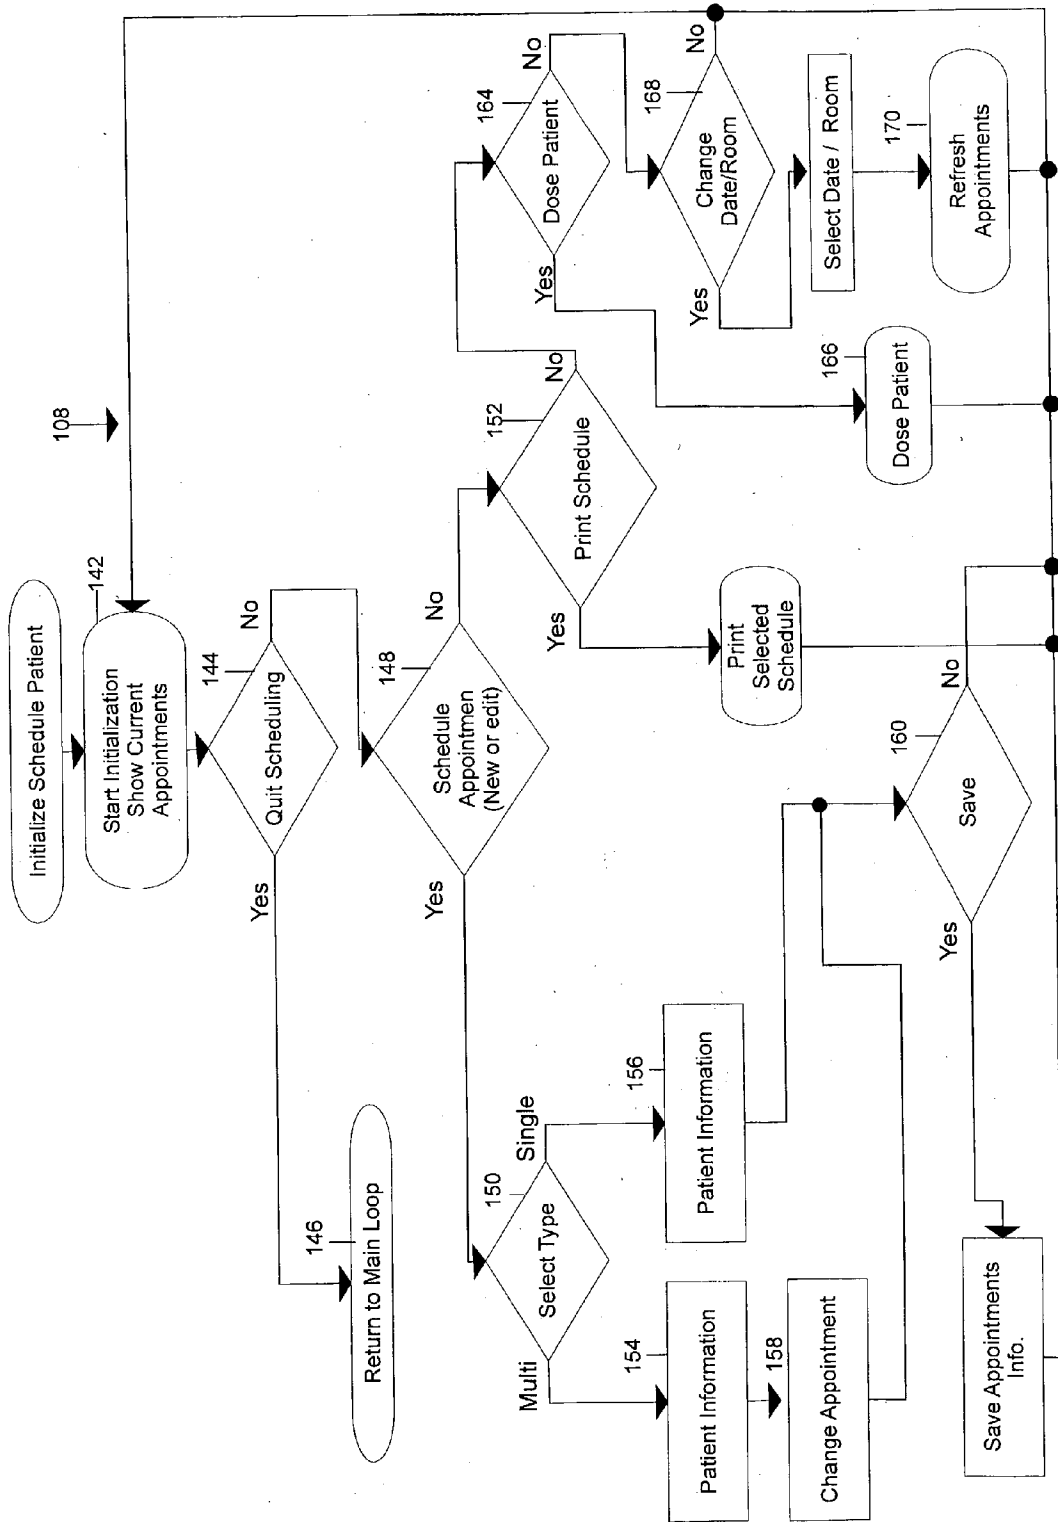 Initialize Schedule Patient
108
142
Start Initialization
Show Current
Appointments
144
Quit Scheduling
No
Yes
146
Return to Main Loop
148
Schedule
Appointmen
(New or edit)
No
Yes
150
Select Type
Single
Multi
152
Print Schedule
No
Yes
164
Dose Patient
No
Yes
168
Change
Date/Room
No
Yes
Select Date / Room
170
Refresh
Appointments
166
Dose Patient
Print
Selected
Schedule
156
Patient Information
154
Patient Information
158
Change Appointment
160
Save
No
Yes
Save Appointments
Info.